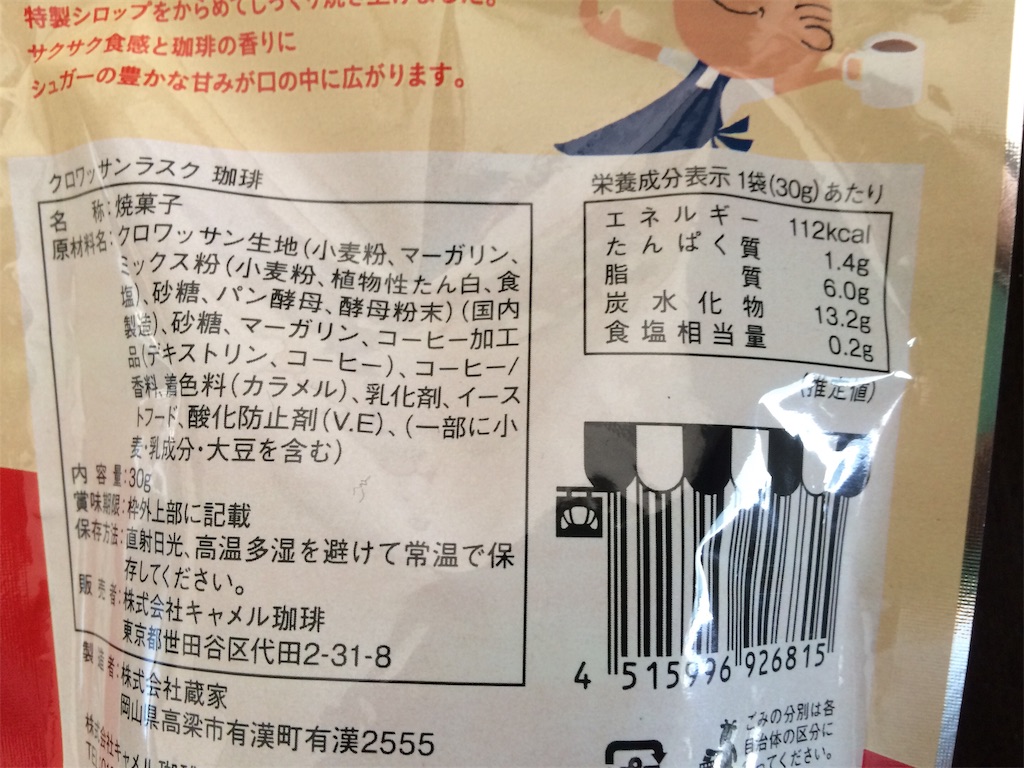 特製シロップをからめてじっくり焼き上げました。
サクサク食感と珈琲の香りに
シュガーの豊かな甘みが口の中に広がります。
クロワッサンラスク 珈琲
名称:焼菓子
原材料名:クロワッサン生地(小麦粉、マーガリン、
ミックス粉(小麦粉、植物性たん白、食
塩)、砂糖、パン酵母、酵母粉末)(国内
製造)、砂糖、マーガリン、コーヒー加工
品(デキストリン、コーヒー)、コーヒー/
香料、着色料(カラメル)、乳化剤、イース
トフード、酸化防止剤(V.E)、(一部に小
麦・乳成分・大豆を含む)
内容量:30g
賞味期限:枠外上部に記載
保存方法:直射日光、高温多湿を避けて常温で保
存してください。
販売者:株式会社キャメル珈琲
東京都世田谷区代田2-31-8
製造者:株式会社蔵家
岡山県高梁市有漢町有漢2555
株式会社キャメル珈琲
栄養成分表示 1袋(30g)あたり
エネルギー 112kcal
たんぱく質 1.4g
脂質 6.0g
炭水化物 13.2g
食塩相当量 0.2g
(推定値)
4 515996 926815
ごみの分別は各
自治体の区分に
ってください。